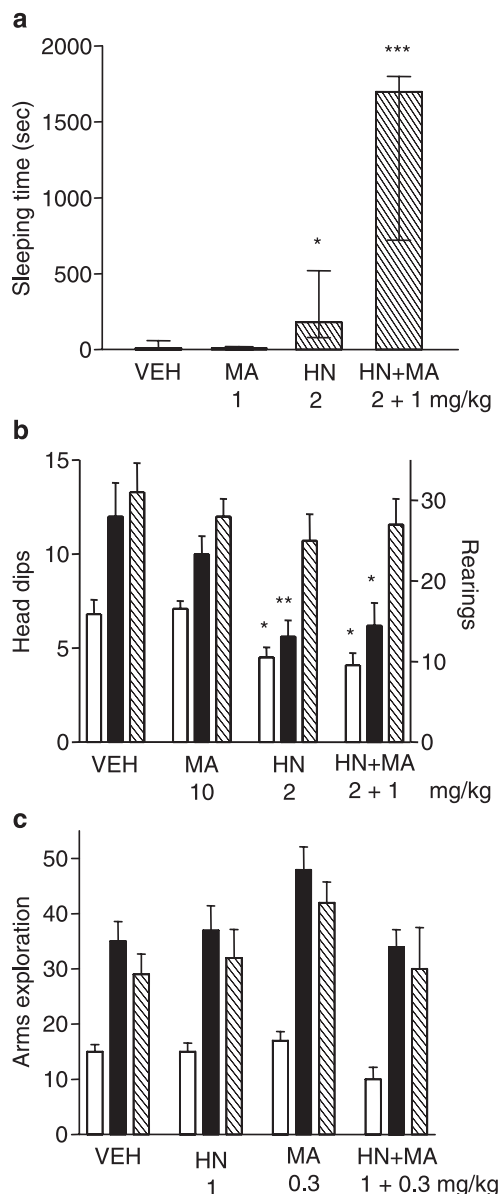 a
2000
1500
1000
500
0
Sleeping time (sec)
*
***
VEH MA HN HN+MA
1 2 2 + 1 mg/kg
b
15
10
5
0
Head dips
30
20
10
0
Rearings
* ** * *
VEH MA HN HN+MA
10 2 2 + 1 mg/kg
c
50
40
30
20
10
0
Arms exploration
VEH HN MA HN+MA
1 0.3 1 + 0.3 mg/kg